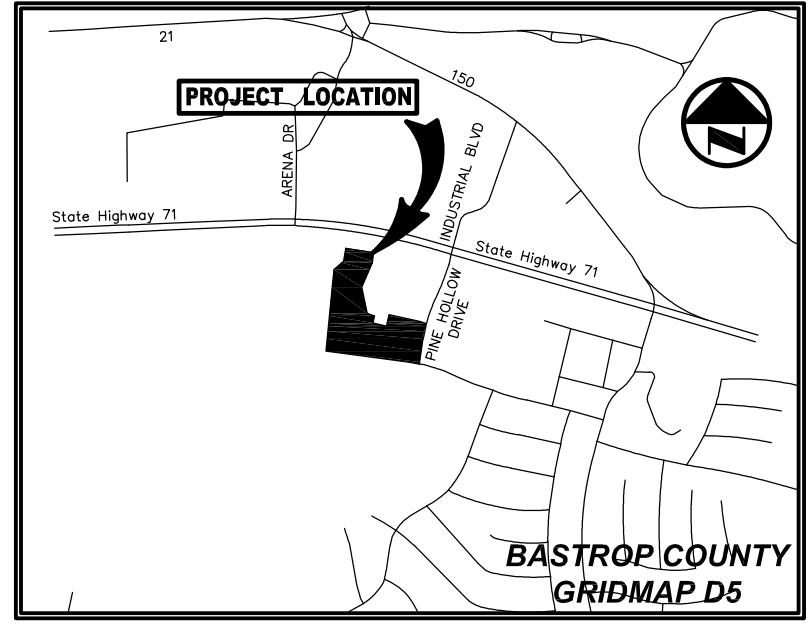 21
150
PROJECT LOCATION
N
ARENA DR
INDUSTRIAL BLVD
State Highway 71
State Highway 71
PINE HOLLOW
DRIVE
BASTROP COUNTY
GRIDMAP D5